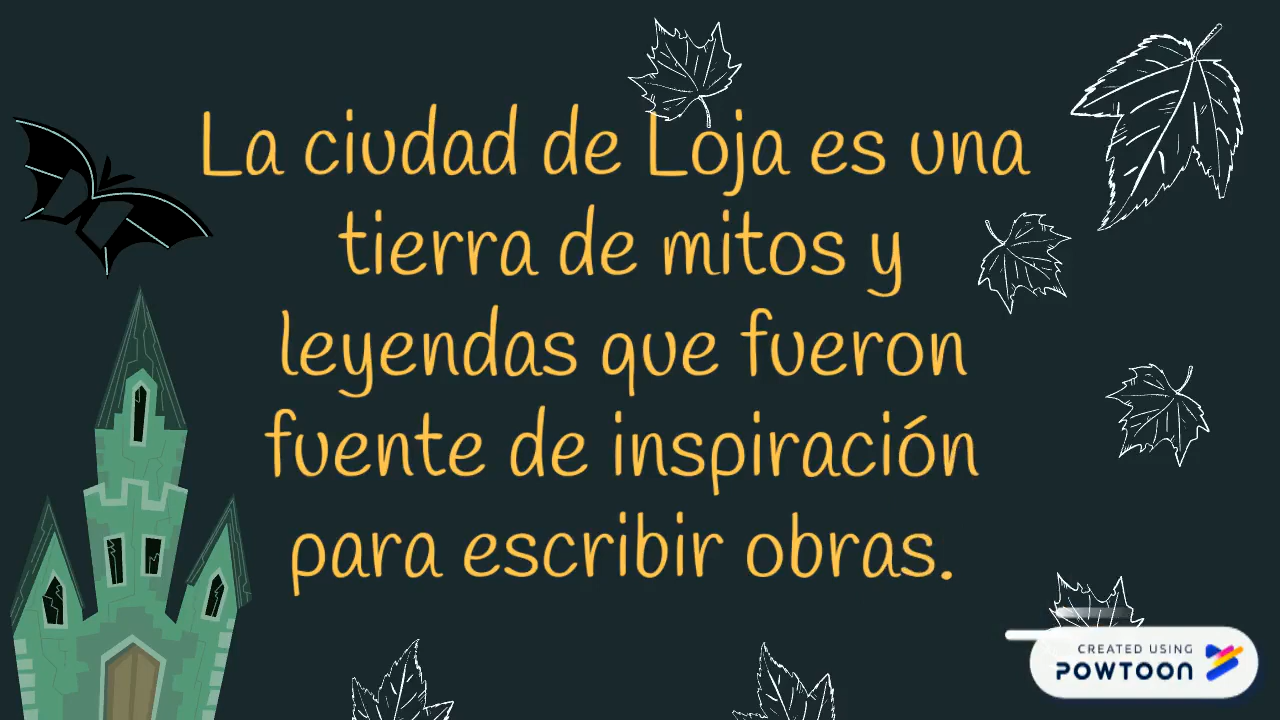 La ciudad de Loja es una
tierra de mitos y
leyendas que fueron
fuente de inspiración
para escribir obras.
CREATED USING
POWTOON